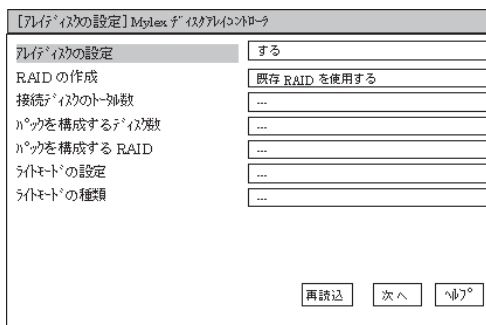 [ｱﾚｲﾃﾞｨｽｸの設定] Mylex ﾃﾞｨｽｸｱﾚｲｺﾝﾄﾛｰﾗ
ｱﾚｲﾃﾞｨｽｸの設定 する
RAID の作成 既存 RAID を使用する
接続ﾃﾞｨｽｸのﾄｰﾀﾙ数 ...
ﾊﾟｯｸを構成するﾃﾞｨｽｸ数 ...
ﾊﾟｯｸを構成する RAID ...
ﾗｲﾄﾓｰﾄﾞの設定 ...
ﾗｲﾄﾓｰﾄﾞの種類 ...
再読込 次へ ﾍﾙﾌﾟ